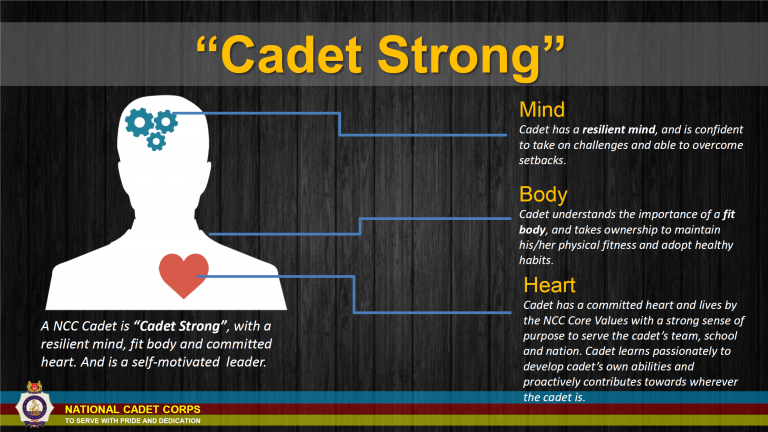 “Cadet Strong”
Mind
Cadet has a resilient mind, and is confident
to take on challenges and able to overcome
setbacks.
Body
Cadet understands the importance of a fit
body, and takes ownership to maintain
his/her physical fitness and adopt healthy
habits.
Heart
Cadet has a committed heart and lives by
the NCC Core Values with a strong sense of
purpose to serve the cadet’s team, school
and nation. Cadet learns passionately to
develop cadet’s own abilities and
proactively contributes towards wherever
the cadet is.
A NCC Cadet is “Cadet Strong”, with a
resilient mind, fit body and committed
heart. And is a self-motivated leader.
NATIONAL CADET CORPS
TO SERVE WITH PRIDE AND DEDICATION